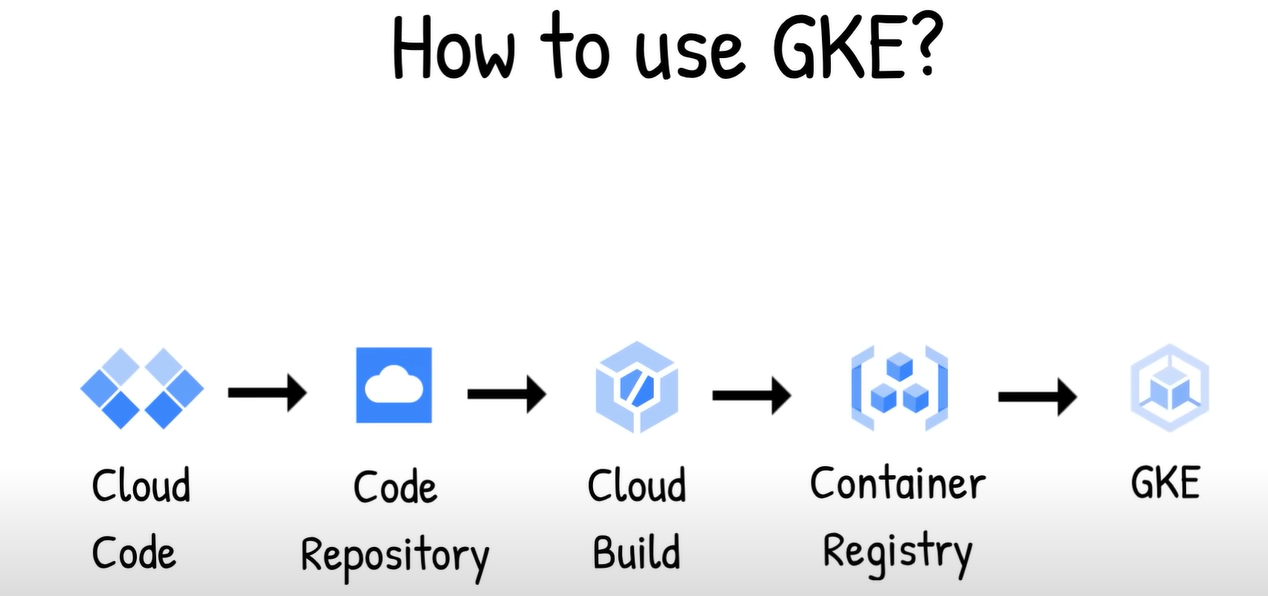 How to use GKE?
Cloud
Code
Code
Repository
Cloud
Build
Container
Registry
GKE